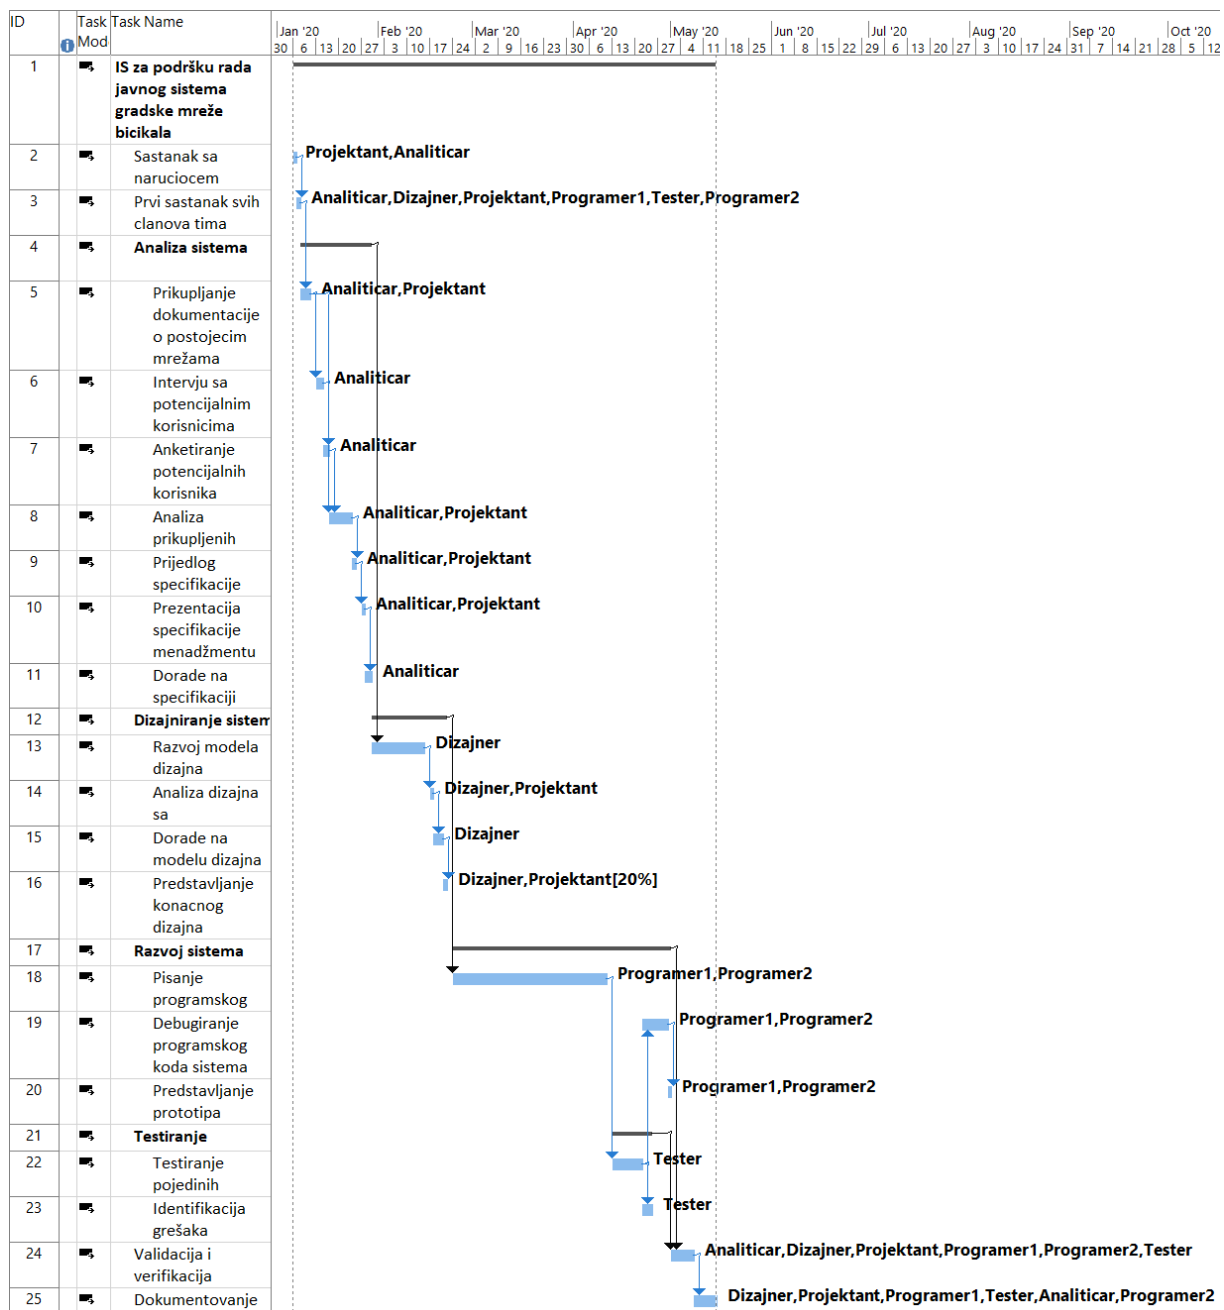 ID
Task Mod
Task Name
Jan '20 Feb '20 Mar '20 Apr '20 May '20 Jun '20 Jul '20 Aug '20 Sep '20 Oct '20
30 6 13 20 27 3 10 17 24 2 9 16 23 30 6 13 20 27 4 11 18 25 1 8 15 22 29 6 13 20 27 3 10 17 24 31 7 14 21 28 5 12
1
IS za podršku rada
javnog sistema
gradske mreže
bicikala
2
Sastanak sa
naruciocem
Projektant,Analiticar
3
Prvi sastanak svih
clanova tima
Analiticar,Dizajner,Projektant,Programer1,Tester,Programer2
4
Analiza sistema
5
Prikupljanje
dokumentacije
o postojecim
mrežama
Analiticar,Projektant
6
Intervju sa
potencijalnim
korisnicima
Analiticar
7
Anketiranje
potencijalnih
korisnika
Analiticar
8
Analiza
prikupljenih
Analiticar,Projektant
9
Prijedlog
specifikacije
Analiticar,Projektant
10
Prezentacija
specifikacije
menadžmentu
Analiticar,Projektant
11
Dorade na
specifikaciji
Analiticar
12
Dizajniranje sistem
13
Razvoj modela
dizajna
Dizajner
14
Analiza dizajna
sa
Dizajner,Projektant
15
Dorade na
modelu dizajna
Dizajner
16
Predstavljanje
konacnog
dizajna
Dizajner,Projektant[20%]
17
Razvoj sistema
18
Pisanje
programskog
Programer1,Programer2
19
Debugiranje
programskog
koda sistema
Programer1,Programer2
20
Predstavljanje
prototipa
Programer1,Programer2
21
Testiranje
22
Testiranje
pojedinih
Tester
23
Identifikacija
grešaka
Tester
24
Validacija i
verifikacija
Analiticar,Dizajner,Projektant,Programer1,Programer2,Tester
25
Dokumentovanje
Dizajner,Projektant,Programer1,Tester,Analiticar,Programer2